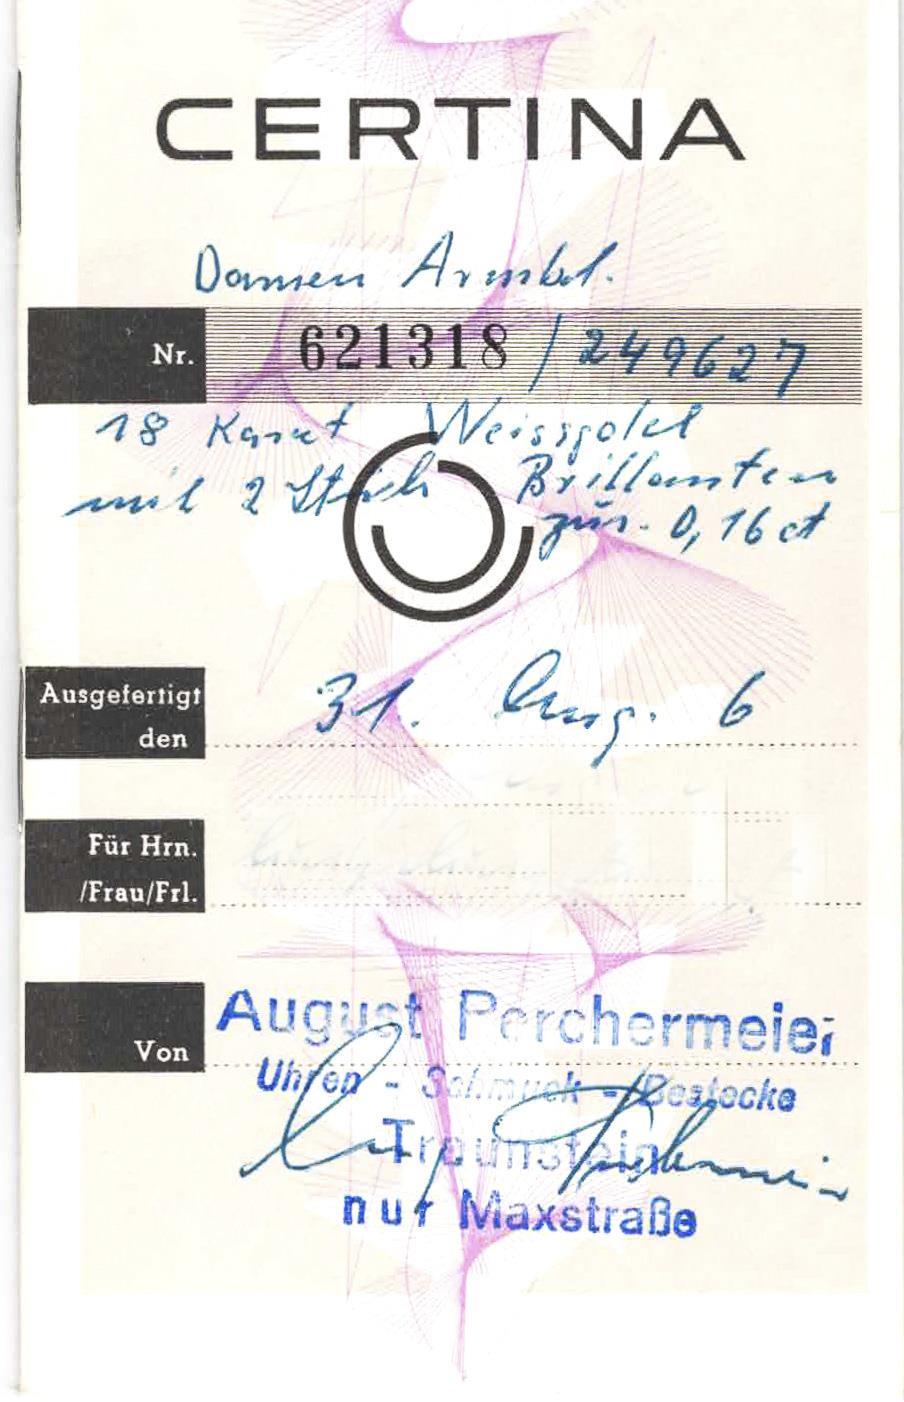 CERTINA
Damen Armbd.
Nr. 621318 / 249627
18 Karat Weissgold
mit 2 Stück Brillanten
zus. 0,16 ct
Ausgefertigt
den 31. Aug. 6
Für Hrn.
/Frau/Frl.
Von August Perchermeier
Uhren - Schmuck - Bestecke
Traunstein
nur Maxstraße